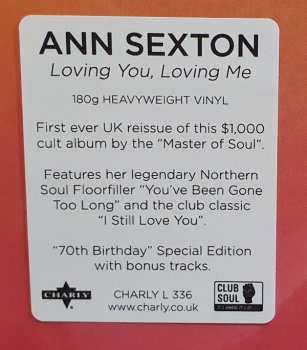 ANN SEXTON
Loving You, Loving Me
180g HEAVYWEIGHT VINYL
First ever UK reissue of this $1,000
cult album by the "Master of Soul".
Features her legendary Northern
Soul Floorfiller "You've Been Gone
Too Long" and the club classic
"I Still Love You".
"70th Birthday" Special Edition
with bonus tracks.
CHARLY
CHARLY L 336
www.charly.co.uk
CLUB
SOUL